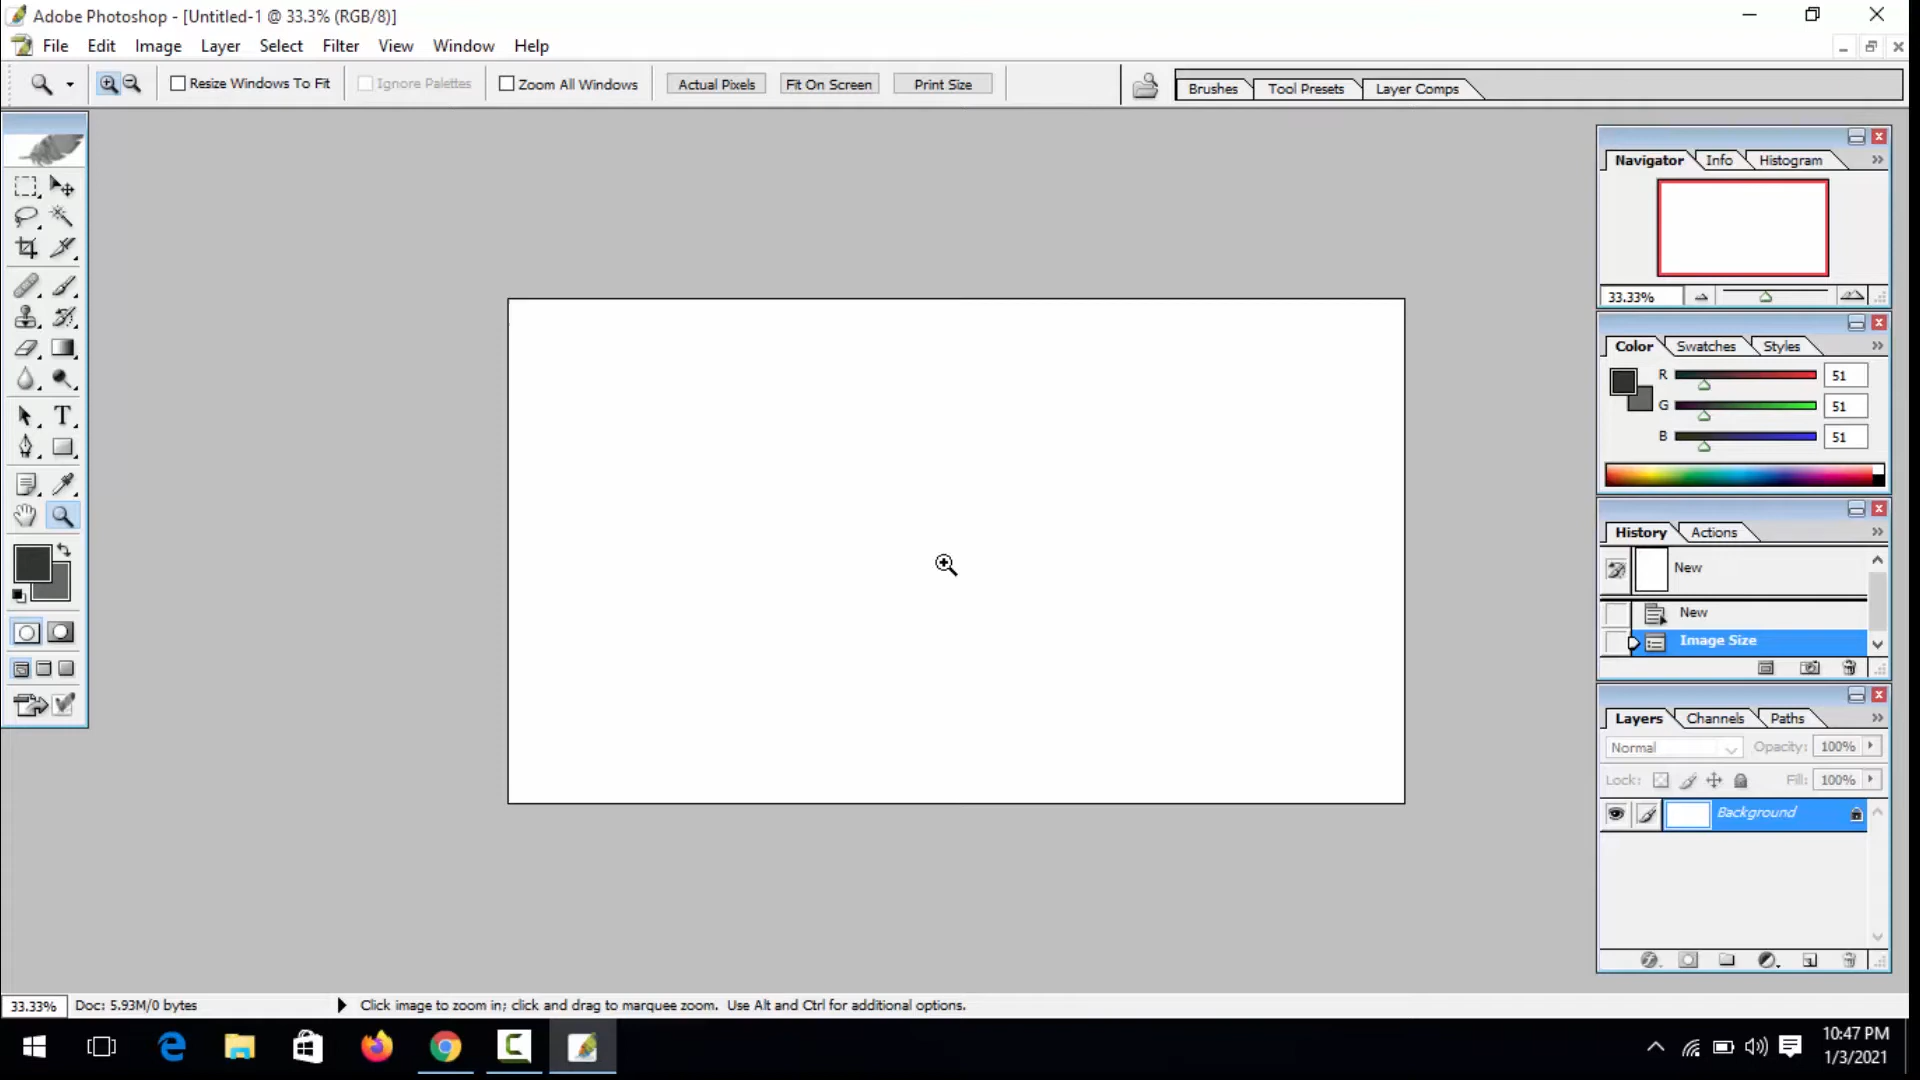 Adobe Photoshop - [Untitled-1 @ 33.3% (RGB/8)]
File Edit Image Layer Select Filter View Window Help
Resize Windows To Fit Ignore Palettes Zoom All Windows Actual Pixels Fit On Screen Print Size Brushes Tool Presets Layer Comps
Navigator Info Histogram
33.33%
Color Swatches Styles
R 51
G 51
B 51
T
History Actions
New
New
Image Size
Layers Channels Paths
Normal Opacity: 100%
Lock: Fill: 100%
Background
33.33% Doc: 5.93M/0 bytes Click image to zoom in; click and drag to marquee zoom. Use Alt and Ctrl for additional options.
10:47 PM
1/3/2021